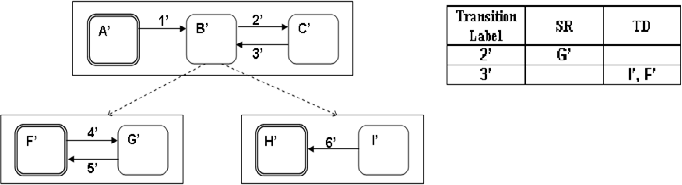 A' 1' B' 2' C'
3'
F' 4' G'
5'
H' 6' I'
Transition Label SR TD
2' G'
3' I', F'